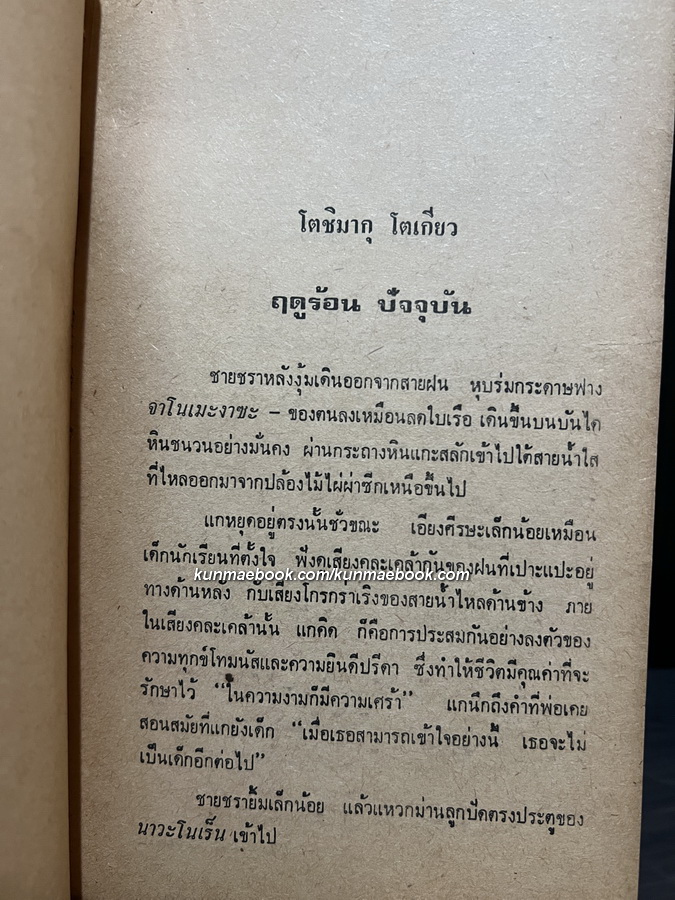 โตชิมากุ โตเกียว
ฤดูร้อน ปัจจุบัน
ชายชราหลังงุ้มเดินออกจากสายฝน หุบร่มกระดาษฟาง
จาโนเมะงาซะ – ของตนลงเหมือนลดใบเรือ เดินขึ้นบนบันได
หินชนวนอย่างมั่นคง ผ่านกระถางหินแกะสลักเข้าไปใต้สายน้ำใส
ที่ไหลออกมาจากปล้องไม้ไผ่ผ่าซีกเหนือขึ้นไป
แกหยุดอยู่ตรงนั้นชั่วขณะ เอียงศีรษะเล็กน้อยเหมือน
เด็กนักเรียนที่ตั้งใจ ฟังดูเสียงคละเคล้ากันของฝนที่เปาะแปะอยู่
kunmaebook.com/kunmaebook.com
ทางด้านหลัง กับเสียงโกรกร่าเริงของสายน้ำไหลด้านข้าง ภาย
ในเสียงคละเคล้านั้น แกคิด ก็คือการประสมกันอย่างลงตัวของ
ความทุกข์โทมนัสและความยินดีปรีดา ซึ่งทำให้ชีวิตมีคุณค่าที่จะ
รักษาไว้ “ในความงามก็มีความเศร้า” แกนึกถึงคำที่พ่อเคย
สอนสมัยที่แกยังเด็ก “เมื่อเธอสามารถเข้าใจอย่างนี้ เธอจะไม่
เป็นเด็กอีกต่อไป”
ชายชรายิ้มเล็กน้อย แล้วแหวกม่านลูกปัดตรงประตูของ
นาวะโนเร็น เข้าไป